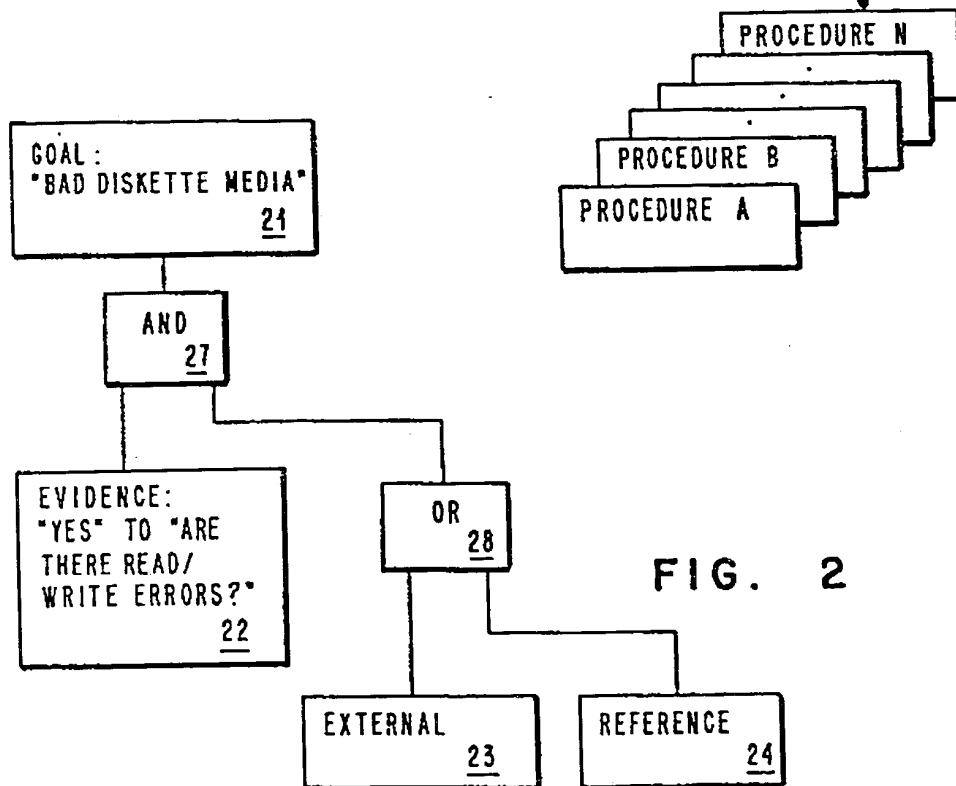 PROCEDURE N
PROCEDURE B
PROCEDURE A
GOAL:
"BAD DISKETTE MEDIA"
21
AND
27
EVIDENCE:
"YES" TO "ARE
THERE READ/
WRITE ERRORS?"
22
OR
28
FIG. 2
EXTERNAL
23
REFERENCE
24